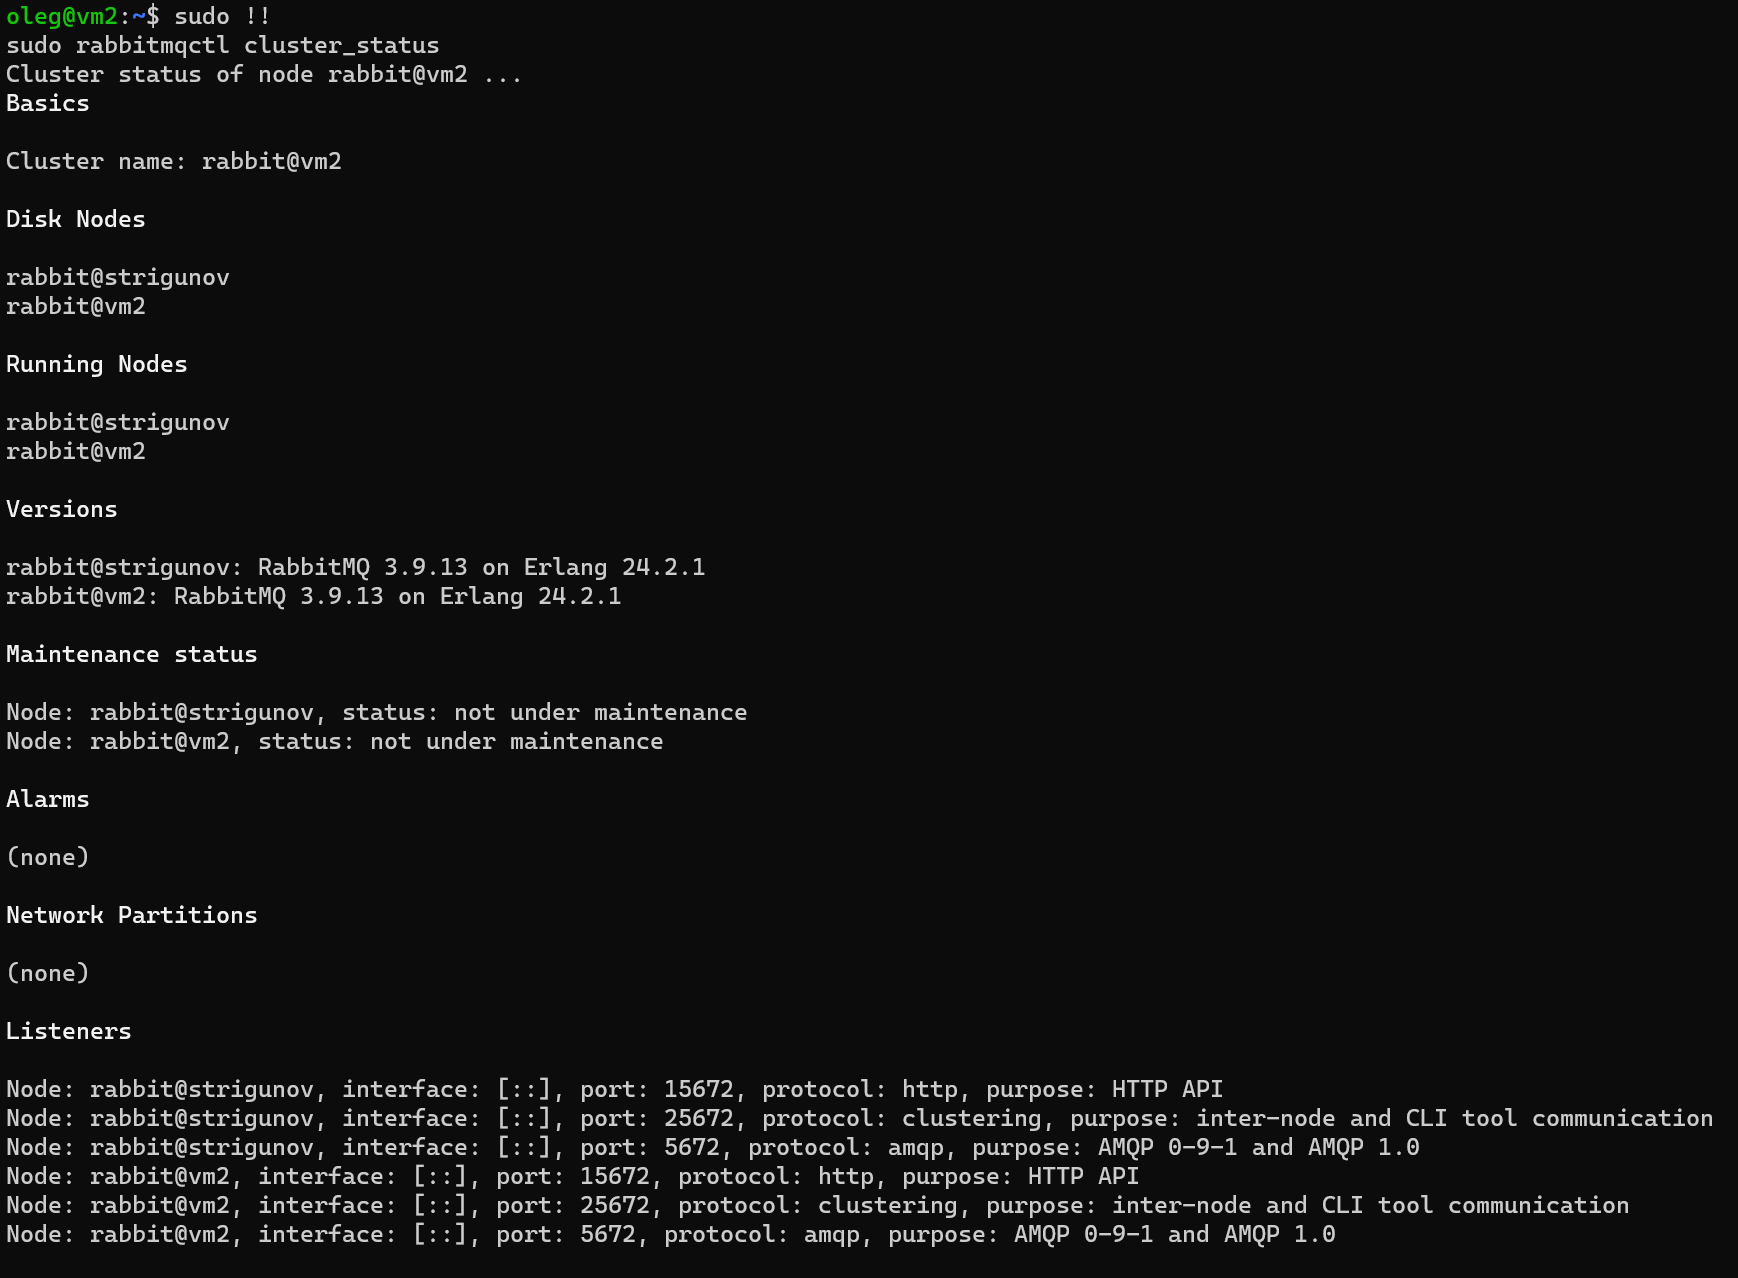 oleg@vm2:~$ sudo !!
sudo rabbitmqctl cluster_status
Cluster status of node rabbit@vm2 ...
Basics
Cluster name: rabbit@vm2
Disk Nodes
rabbit@strigunov
rabbit@vm2
Running Nodes
rabbit@strigunov
rabbit@vm2
Versions
rabbit@strigunov: RabbitMQ 3.9.13 on Erlang 24.2.1
rabbit@vm2: RabbitMQ 3.9.13 on Erlang 24.2.1
Maintenance status
Node: rabbit@strigunov, status: not under maintenance
Node: rabbit@vm2, status: not under maintenance
Alarms
(none)
Network Partitions
(none)
Listeners
Node: rabbit@strigunov, interface: [::], port: 15672, protocol: http, purpose: HTTP API
Node: rabbit@strigunov, interface: [::], port: 25672, protocol: clustering, purpose: inter-node and CLI tool communication
Node: rabbit@strigunov, interface: [::], port: 5672, protocol: amqp, purpose: AMQP 0-9-1 and AMQP 1.0
Node: rabbit@vm2, interface: [::], port: 15672, protocol: http, purpose: HTTP API
Node: rabbit@vm2, interface: [::], port: 25672, protocol: clustering, purpose: inter-node and CLI tool communication
Node: rabbit@vm2, interface: [::], port: 5672, protocol: amqp, purpose: AMQP 0-9-1 and AMQP 1.0